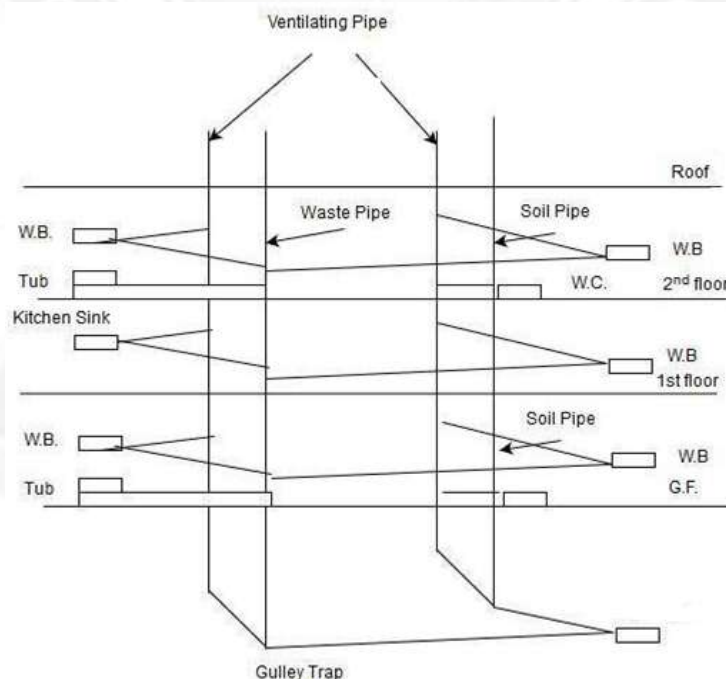 Ventilating Pipe
Roof
W.B.
Waste Pipe
Soil Pipe
W.B
Tub
W.C.
2nd floor
Kitchen Sink
W.B
1st floor
W.B.
Soil Pipe
W.B
Tub
G.F.
Gulley Trap